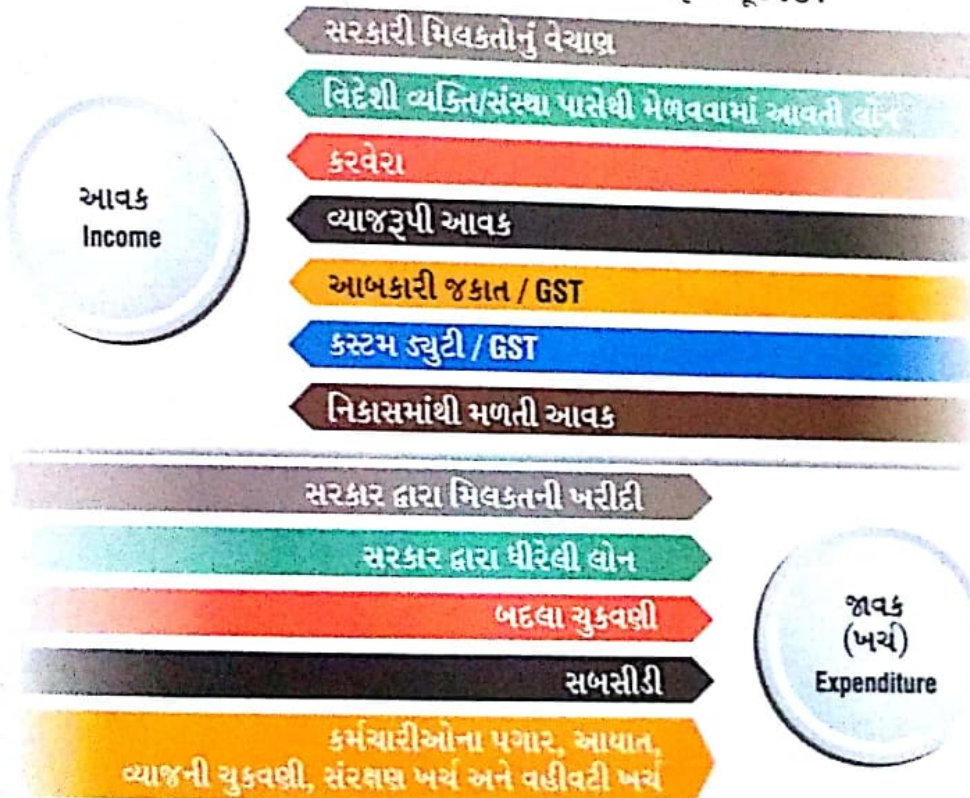 સરકારી મિલકતોનું વેચાણ
વિદેશી વ્યક્તિ/સંસ્થા પાસેથી મેળવવામાં આવતી લોન
કરવેરા
આવક
Income
વ્યાજરૂપી આવક
આબકારી જકાત / GST
કસ્ટમ ડ્યુટી / GST
નિકાસમાંથી મળતી આવક
સરકાર દ્વારા મિલકતની ખરીદી
સરકાર દ્વારા ધીરેલી લોન
બદલા ચુકવણી
સબસીડી
કર્મચારીઓના પગાર, આયાત,
વ્યાજની ચુકવણી, સંરક્ષણ ખર્ચ અને વહીવટી ખર્ચ
જાવક
(ખર્ચ)
Expenditure